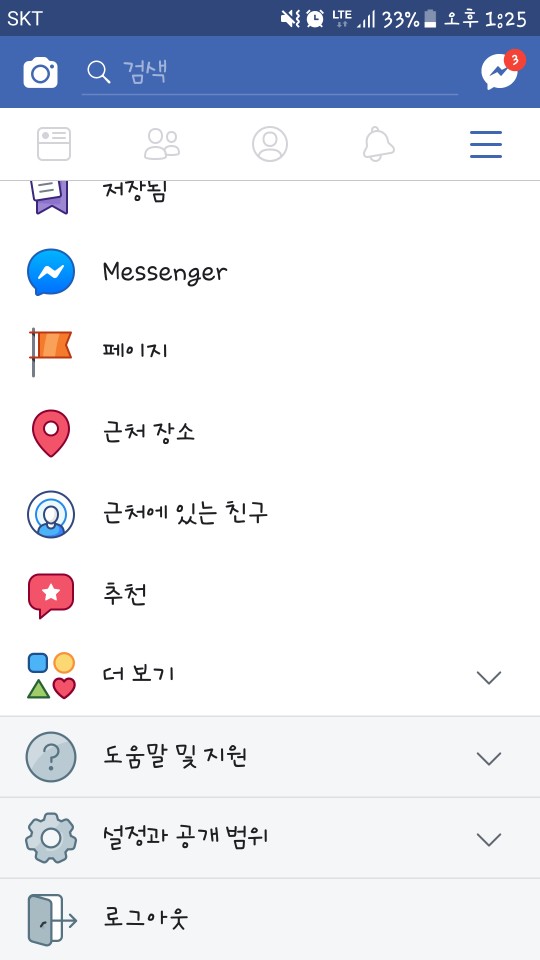 SKT LTE 33% 오후 1:25
검색
3
저장됨
Messenger
페이지
근처 장소
근처에 있는 친구
추천
더 보기
도움말 및 지원
설정과 공개 범위
로그아웃